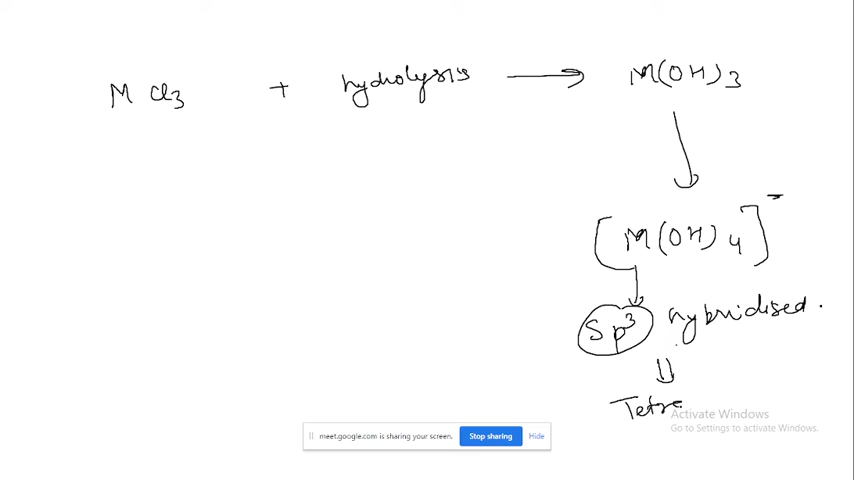 M Cl3 + hydrolysis → M(OH)3
[M(OH)4]-
Sp3 hybridised.
Tetra
Activate Windows
Go to Settings to activate Windows.
meet.google.com is sharing your screen. Stop sharing Hide